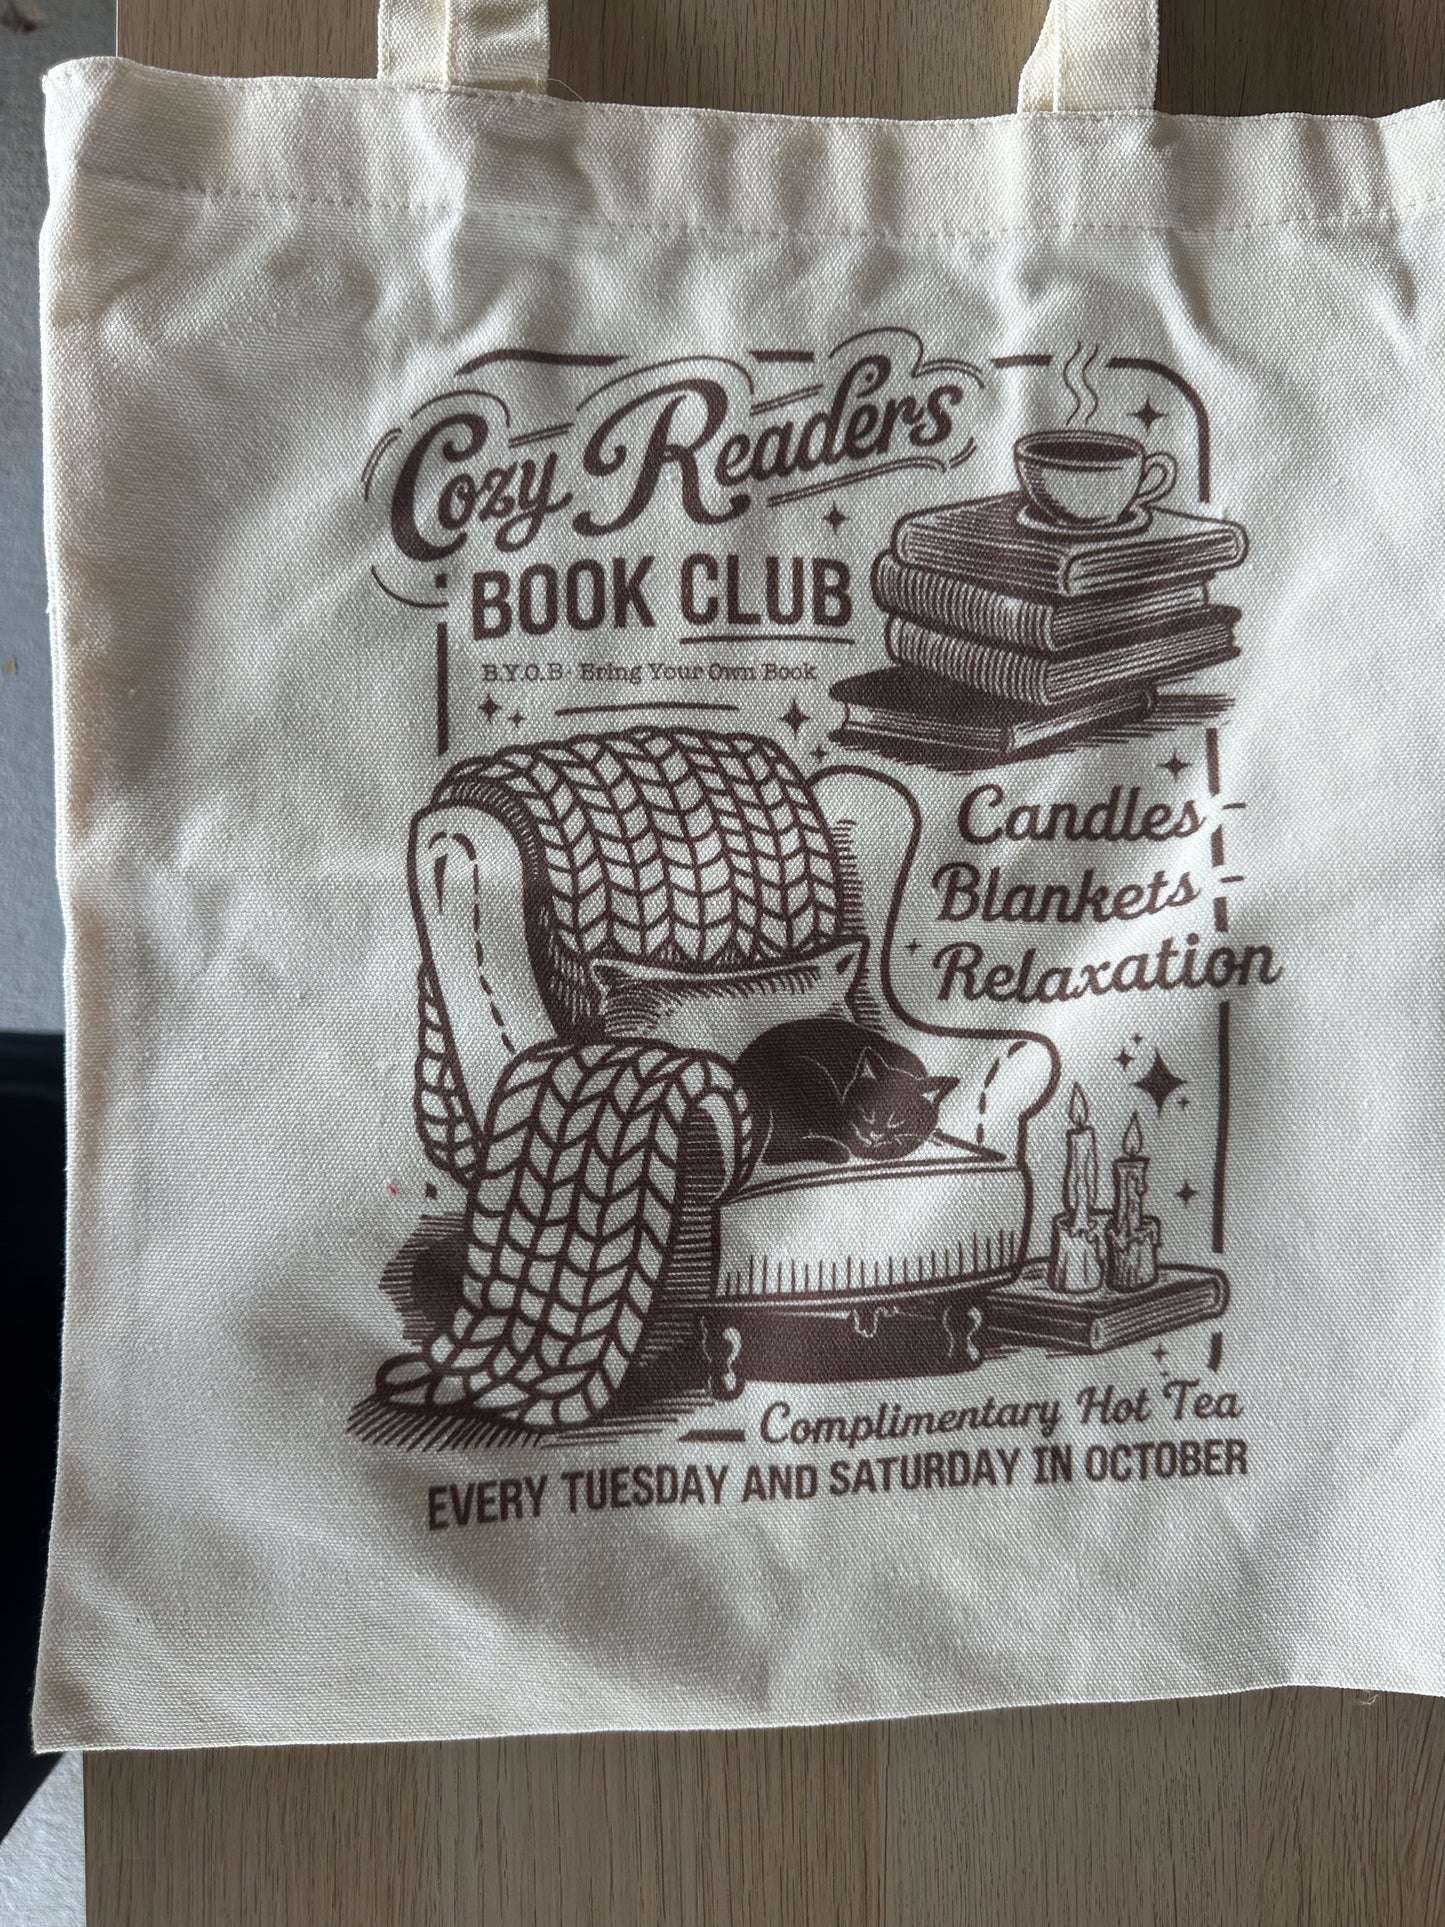 Cozy Readers
BOOK CLUB
B.Y.O.B- Bring Your Own Book
Candles
Blankets
Relaxation
Complimentary Hot Tea
EVERY TUESDAY AND SATURDAY IN OCTOBER